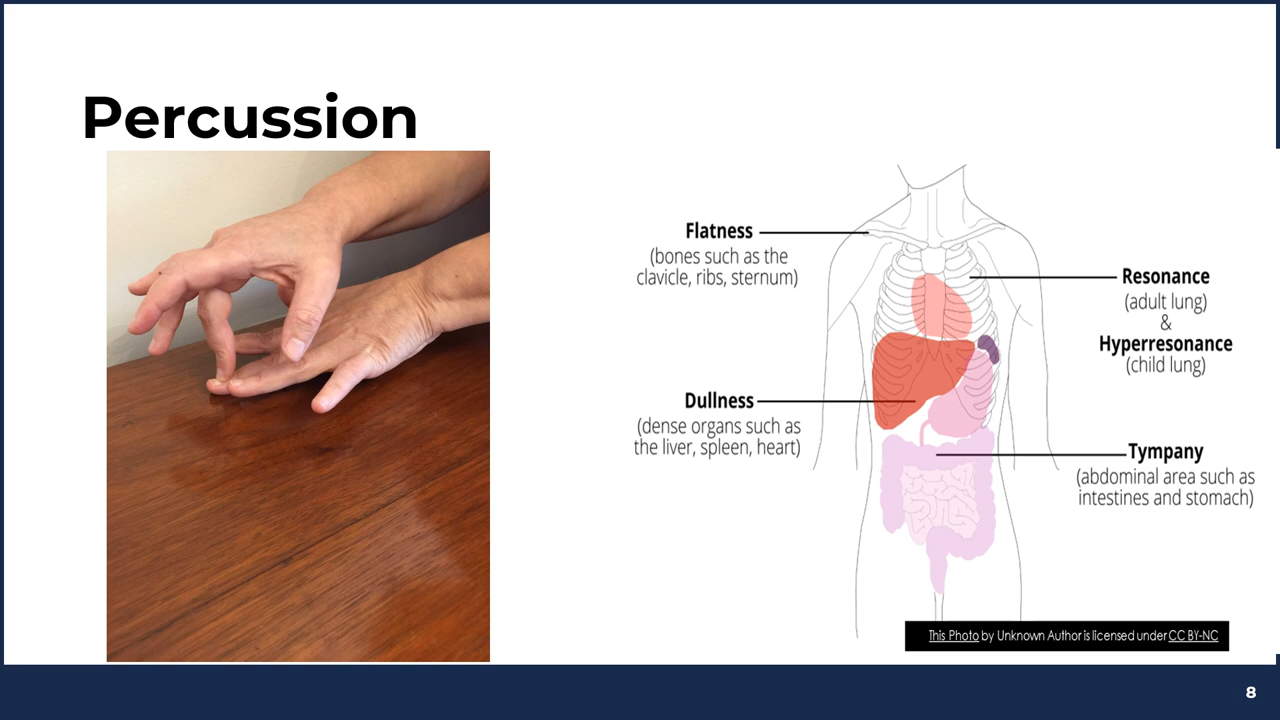 Percussion
Flatness
(bones such as the
clavicle, ribs, sternum)
Dullness
(dense organs such as
the liver, spleen, heart)
Resonance
(adult lung)
&
Hyperresonance
(child lung)
Tympany
(abdominal area such as
intestines and stomach)
This Photo by Unknown Author is licensed under CC BY-NC
8